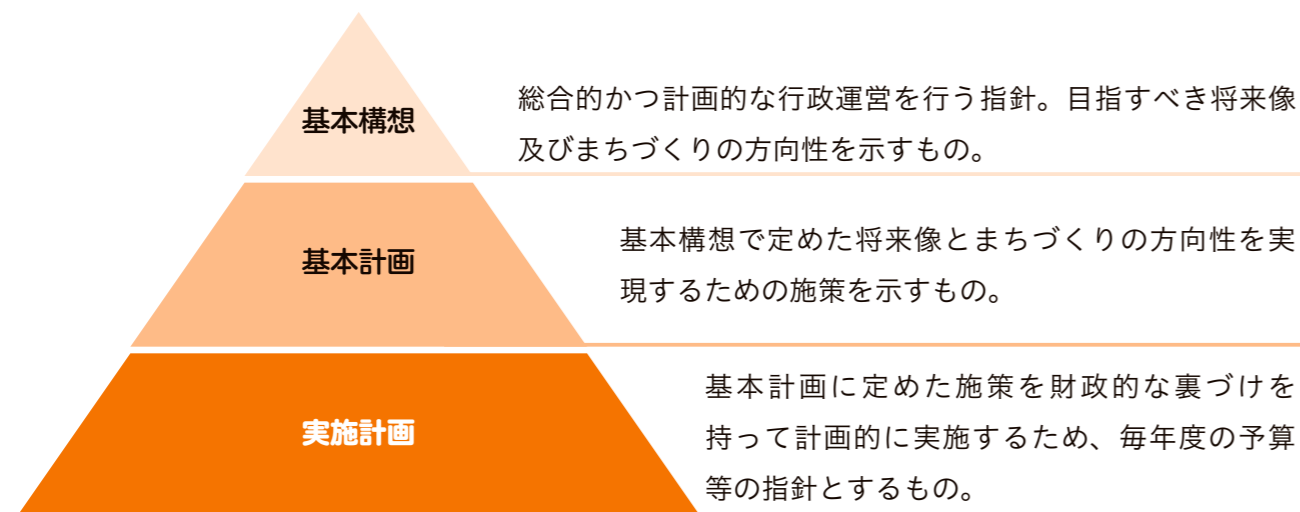 基本構想
総合的かつ計画的な行政運営を行う指針。目指すべき将来像
及びまちづくりの方向性を示すもの。
基本計画
基本構想で定めた将来像とまちづくりの方向性を実
現するための施策を示すもの。
実施計画
基本計画に定めた施策を財政的な裏づけを
持って計画的に実施するため、毎年度の予算
等の指針とするもの。